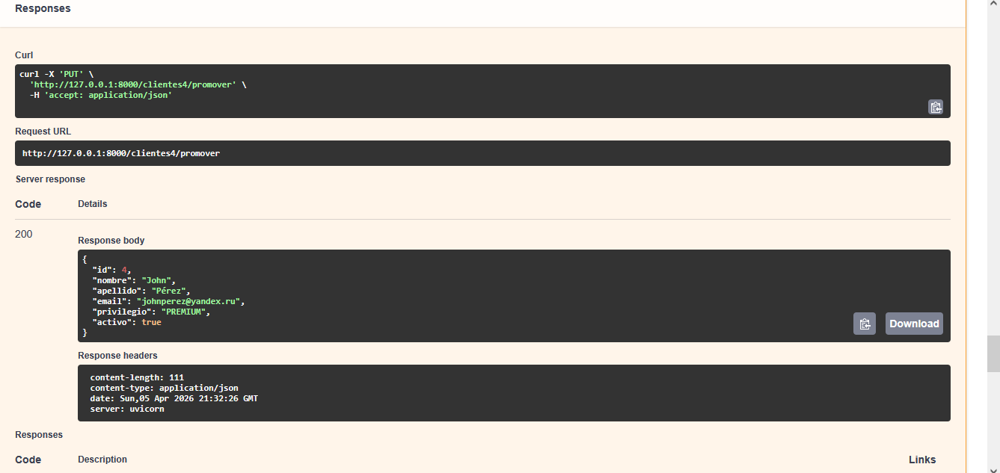 Responses
Curl
curl -X 'PUT' \
'http://127.0.0.1:8000/clientes4/promover' \
-H 'accept: application/json'
Request URL
http://127.0.0.1:8000/clientes4/promover
Server response
Code Details
200
Response body
{
"id": 4,
"nombre": "John",
"apellido": "Pérez",
"email": "johnperez@yandex.ru",
"privilegio": "PREMIUM",
"activo": true
}
Download
Response headers
content-length: 111
content-type: application/json
date: Sun,05 Apr 2026 21:32:26 GMT
server: uvicorn
Responses
Code Description Links